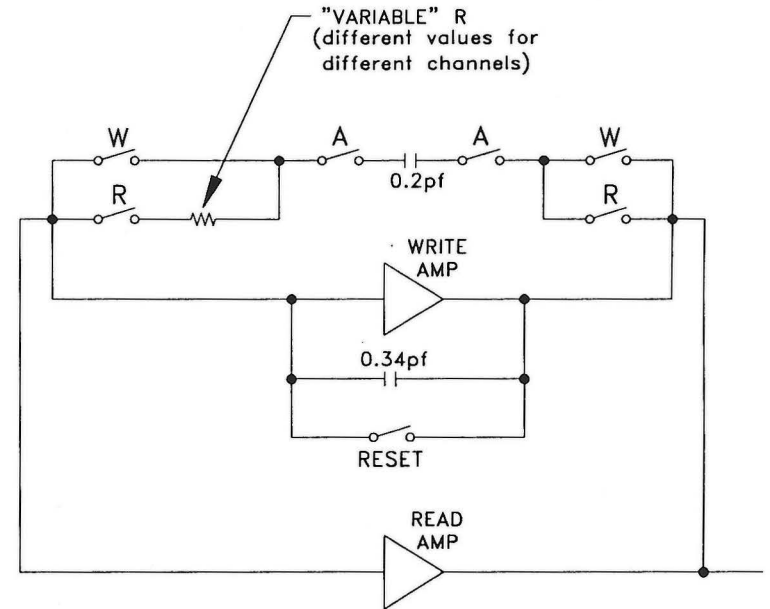 "VARIABLE" R
(different values for
different channels)
W
A
A
W
0.2pf
R
R
WRITE
AMP
0.34pf
RESET
READ
AMP